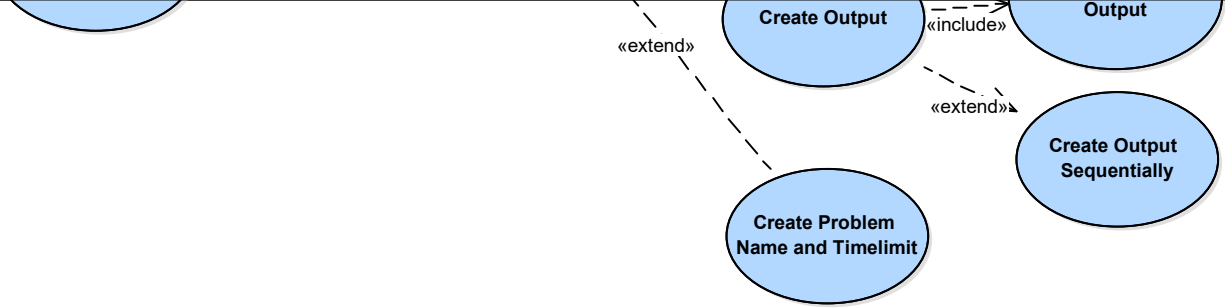 Create Output
«include»
Output
«extend»
«extend»
Create Output
Sequentially
Create Problem
Name and Timelimit